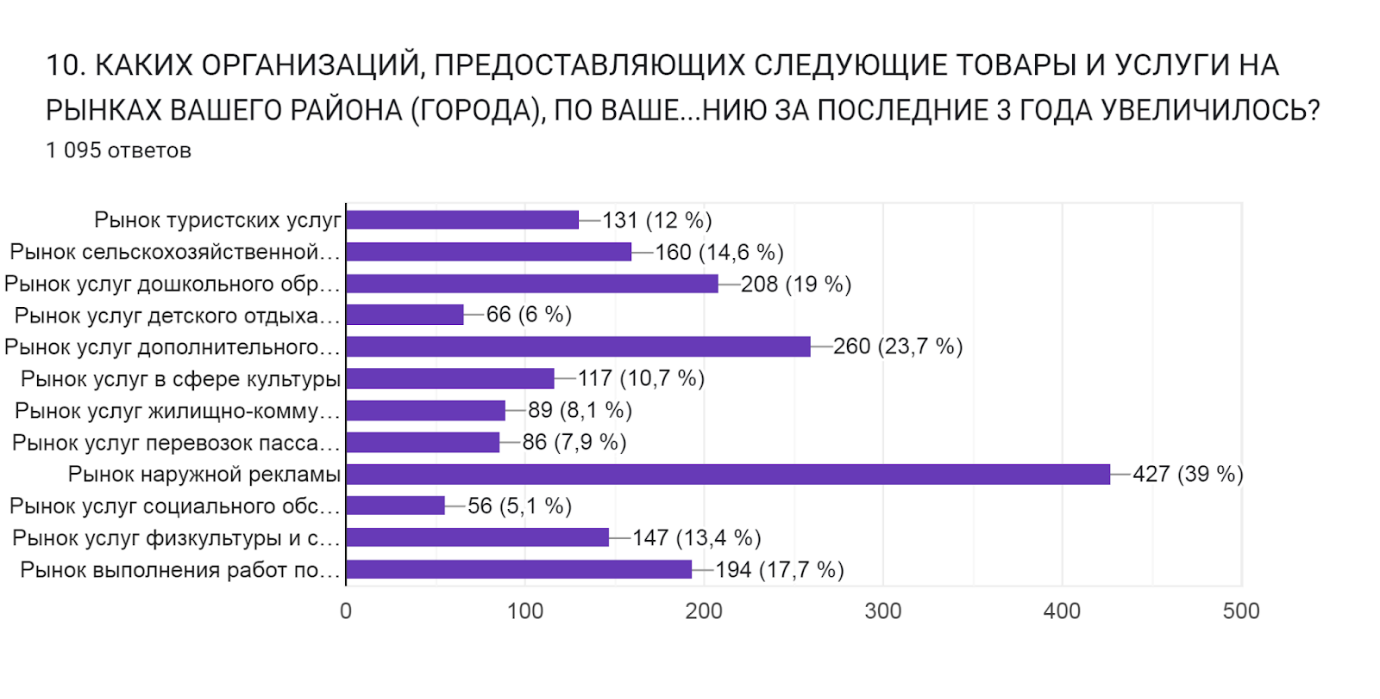 10. КАКИХ ОРГАНИЗАЦИЙ, ПРЕДОСТАВЛЯЮЩИХ СЛЕДУЮЩИЕ ТОВАРЫ И УСЛУГИ НА
РЫНКАХ ВАШЕГО РАЙОНА (ГОРОДА), ПО ВАШЕ...НИЮ ЗА ПОСЛЕДНИЕ 3 ГОДА УВЕЛИЧИЛОСЬ?
1 095 ответов
Рынок туристских услуг 131 (12 %)
Рынок сельскохозяйственной… 160 (14,6 %)
Рынок услуг дошкольного обр… 208 (19 %)
Рынок услуг детского отдыха… 66 (6 %)
Рынок услуг дополнительного… 260 (23,7 %)
Рынок услуг в сфере культуры 117 (10,7 %)
Рынок услуг жилищно-комму… 89 (8,1 %)
Рынок услуг перевозок пасса… 86 (7,9 %)
Рынок наружной рекламы 427 (39 %)
Рынок услуг социального обс… 56 (5,1 %)
Рынок услуг физкультуры и с… 147 (13,4 %)
Рынок выполнения работ по… 194 (17,7 %)
0 100 200 300 400 500